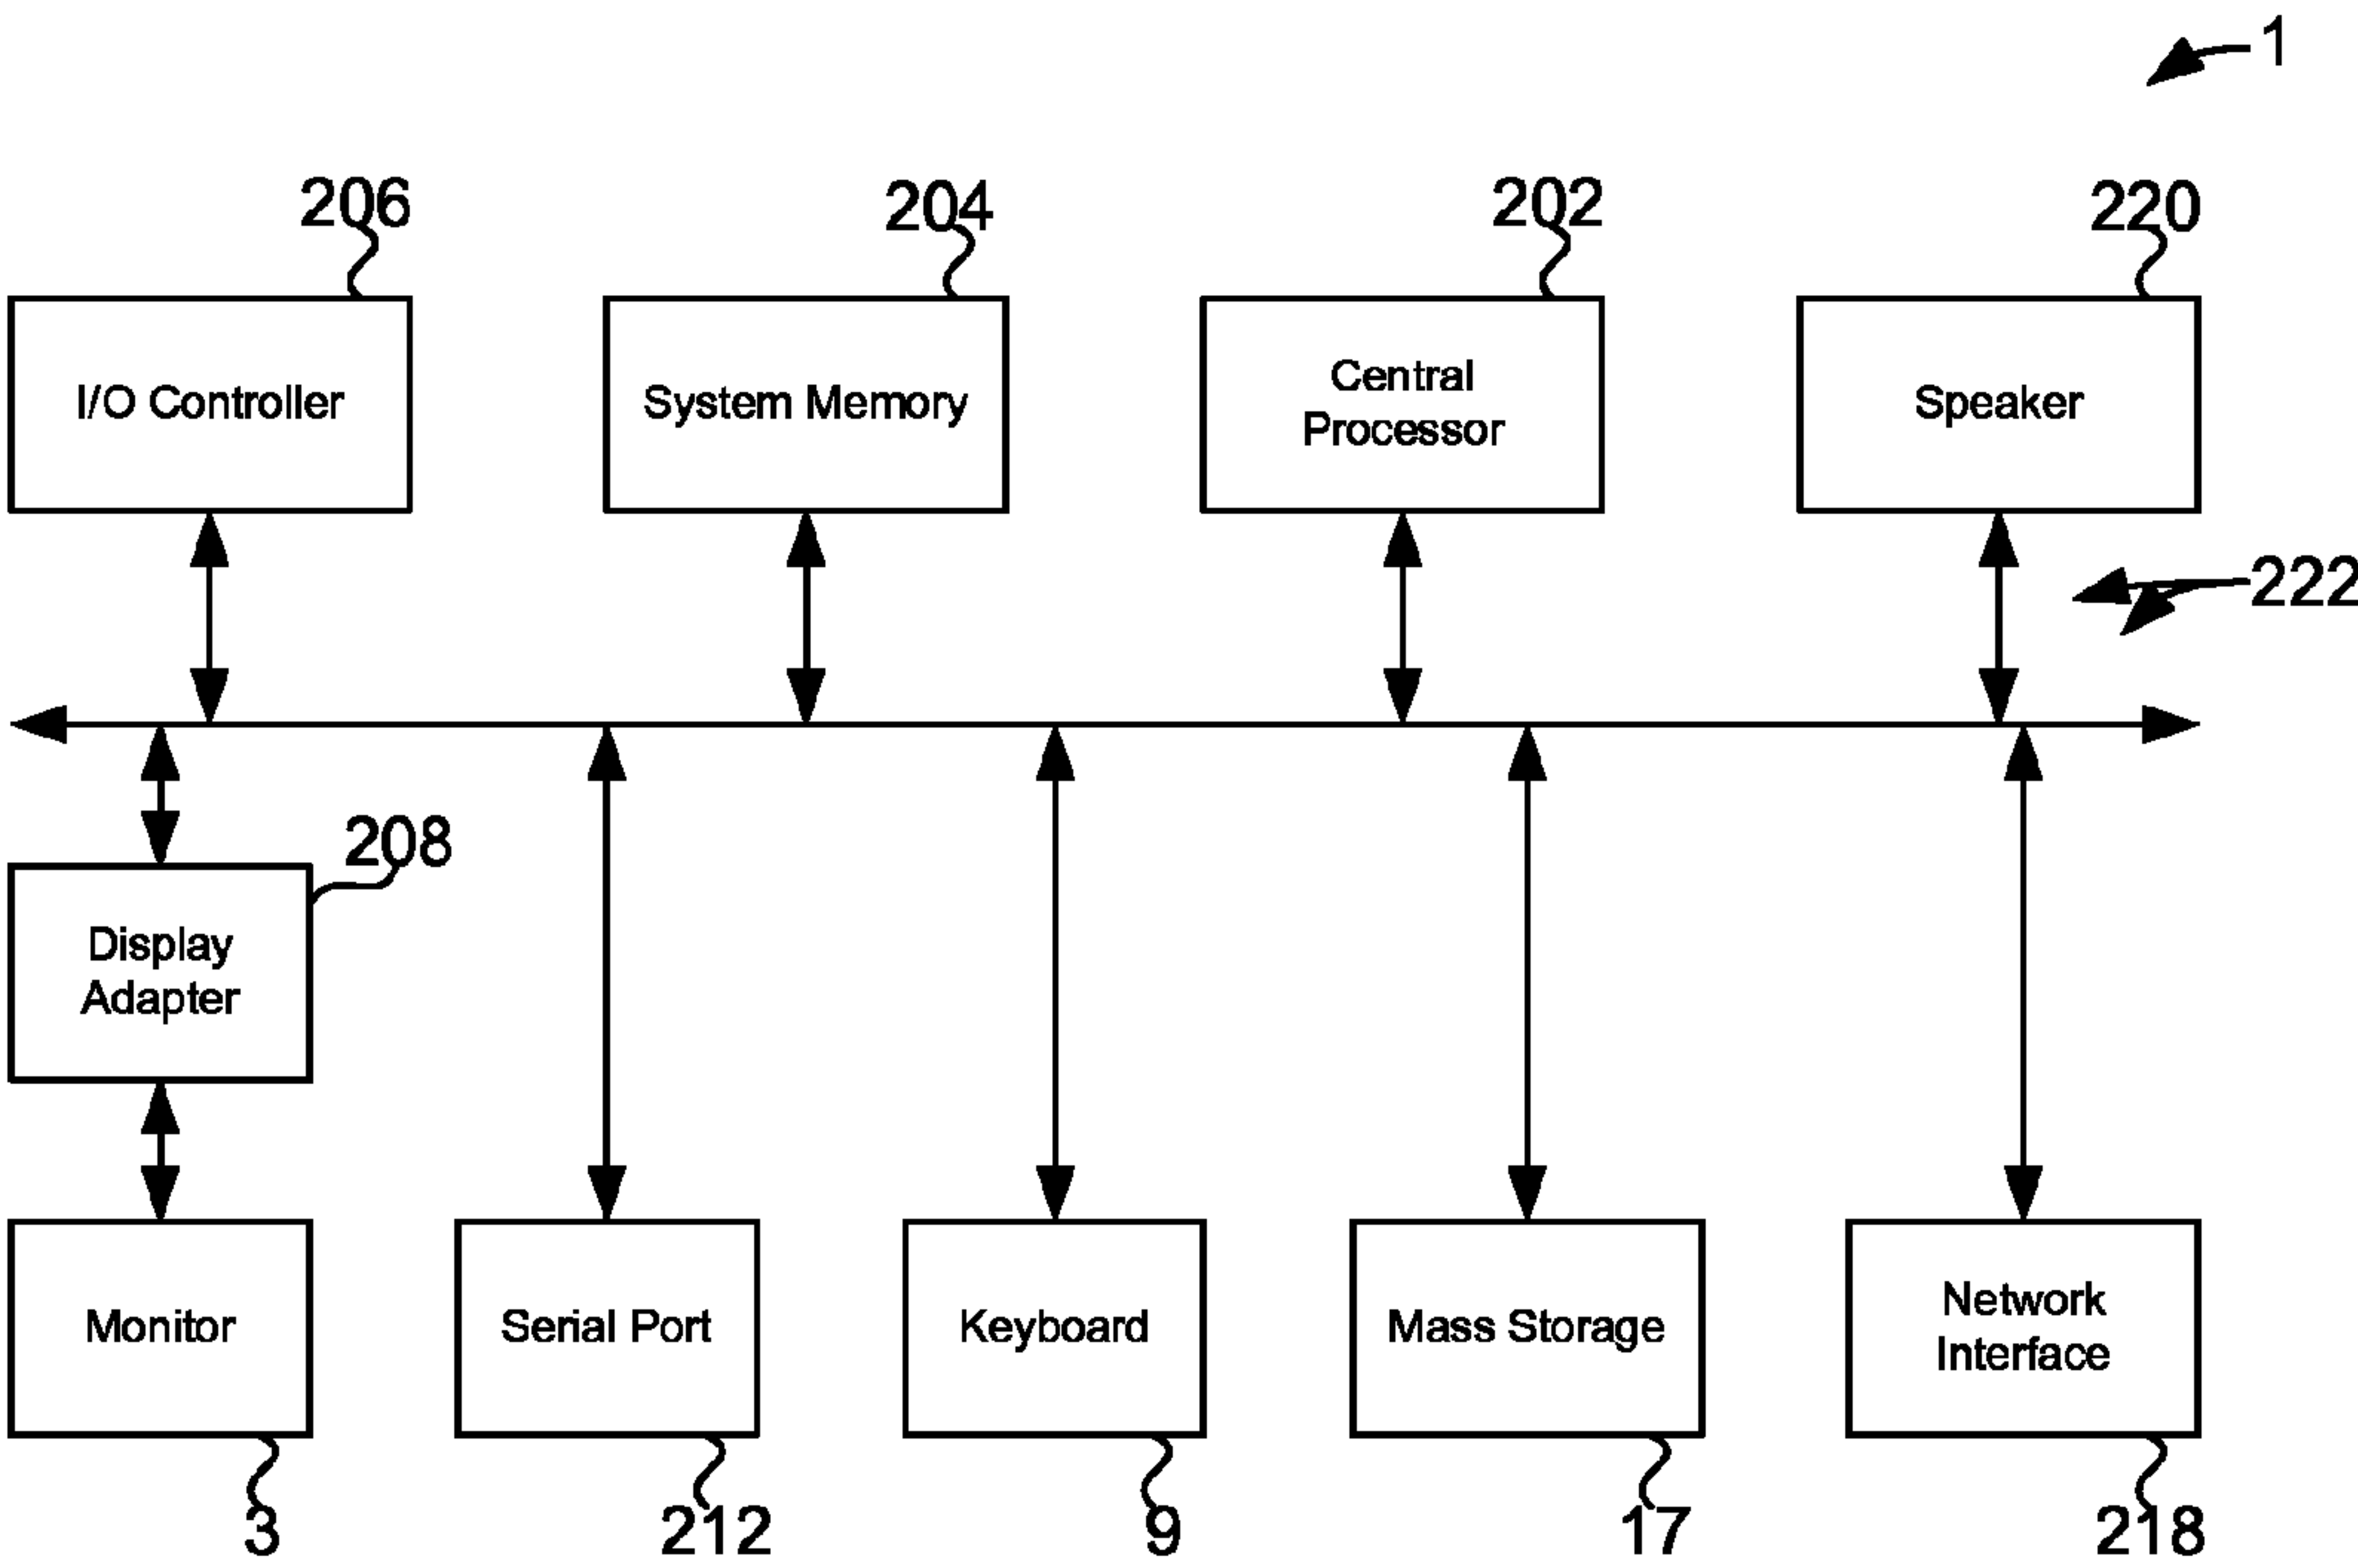 1
206
204
202
220
I/O Controller
System Memory
Central
Processor
Speaker
222
208
Display
Adapter
Monitor
Serial Port
Keyboard
Mass Storage
Network
Interface
3
212
9
17
218